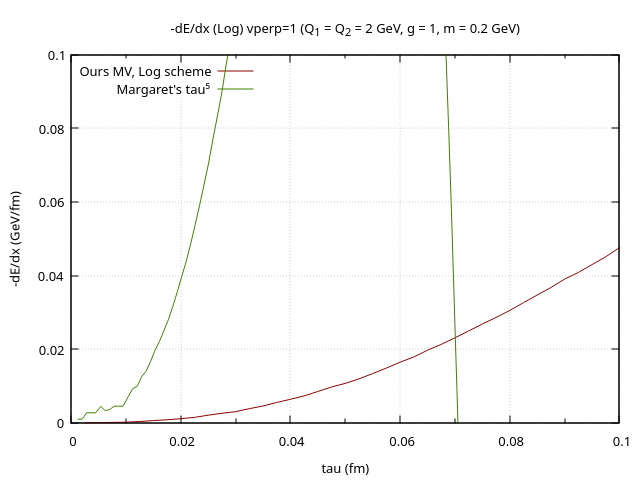 -dE/dx (Log) vperp=1 (Q₁ = Q₂ = 2 GeV, g = 1, m = 0.2 GeV)
Ours MV, Log scheme
Margaret's tau⁵
0.1
0.08
0.06
0.04
0.02
0
-dE/dx (GeV/fm)
0 0.02 0.04 0.06 0.08 0.1
tau (fm)